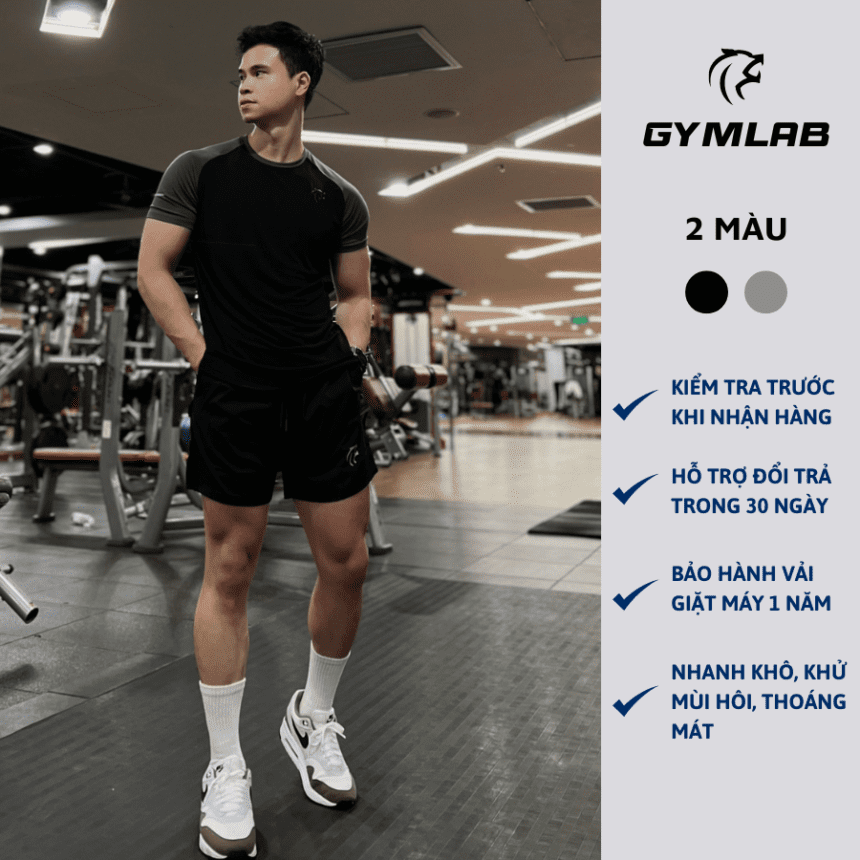 GYMLAB
2 MÀU
KIỂM TRA TRƯỚC
KHI NHẬN HÀNG
HỖ TRỢ ĐỔI TRẢ
TRONG 30 NGÀY
BẢO HÀNH VẢI
GIẶT MÁY 1 NĂM
NHANH KHÔ, KHỬ
MÙI HÔI, THOÁNG
MÁT